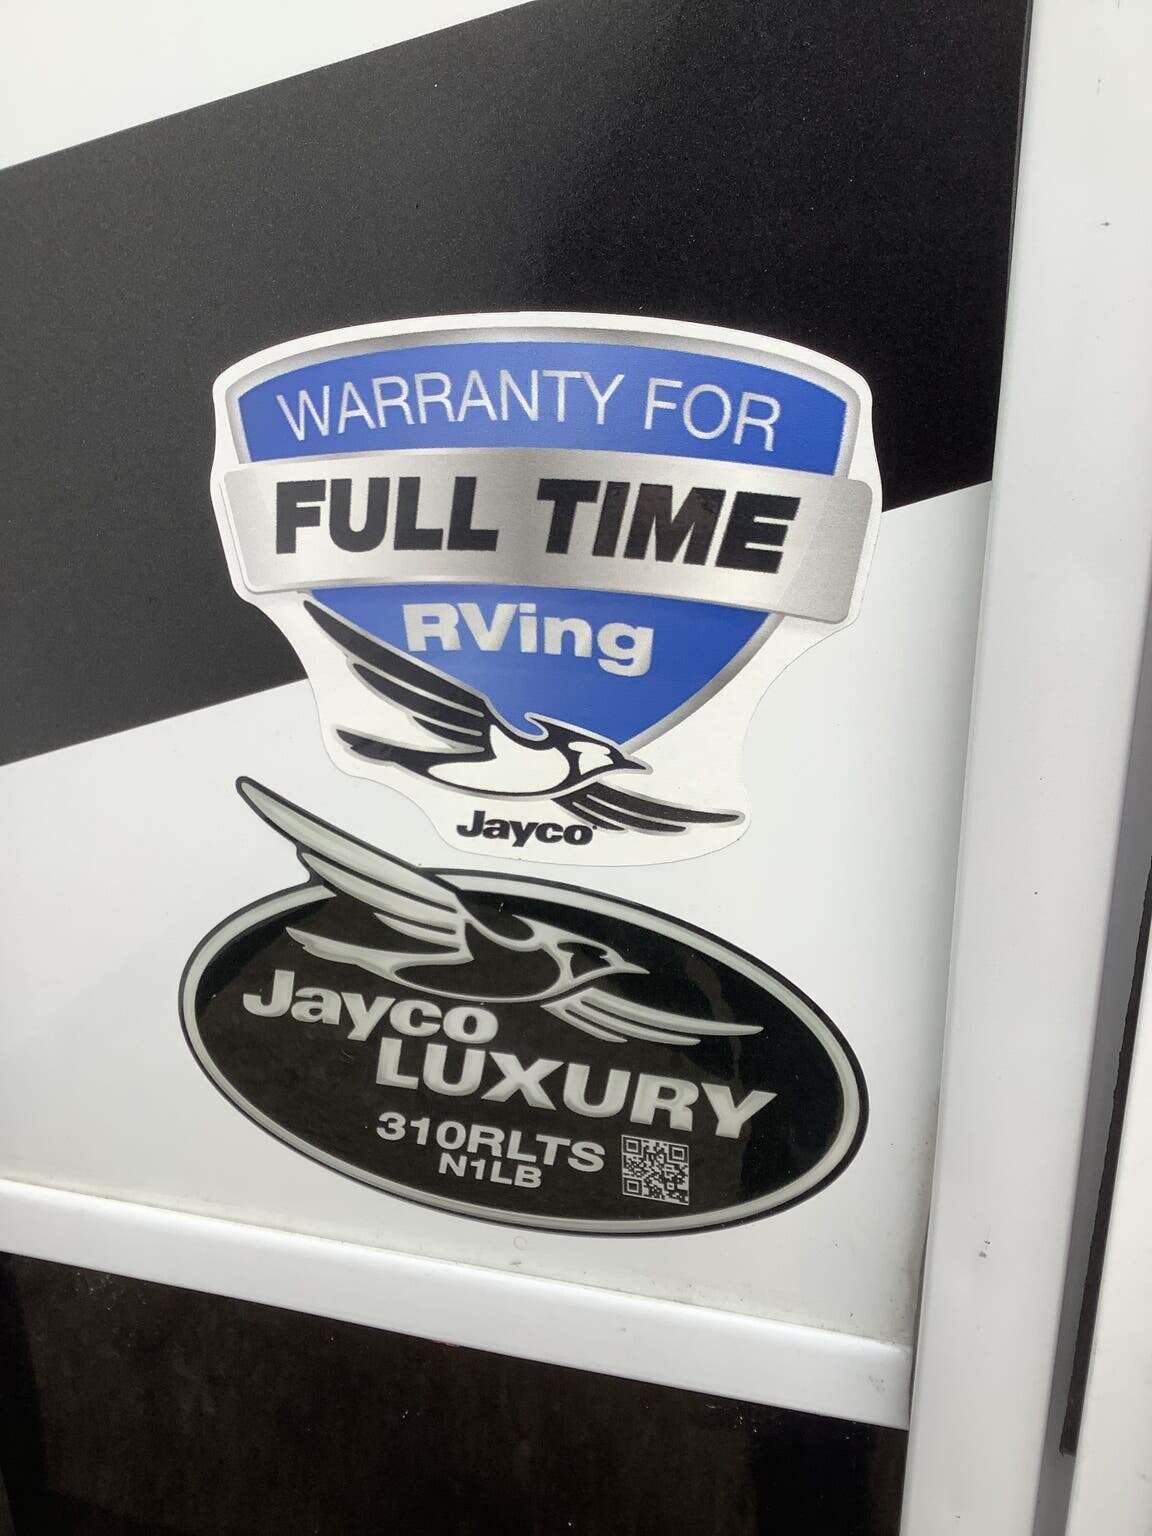 WARRANTY FOR
FULL TIME
RVing
Jayco
Jayco
LUXURY
310RLTS
N1LB